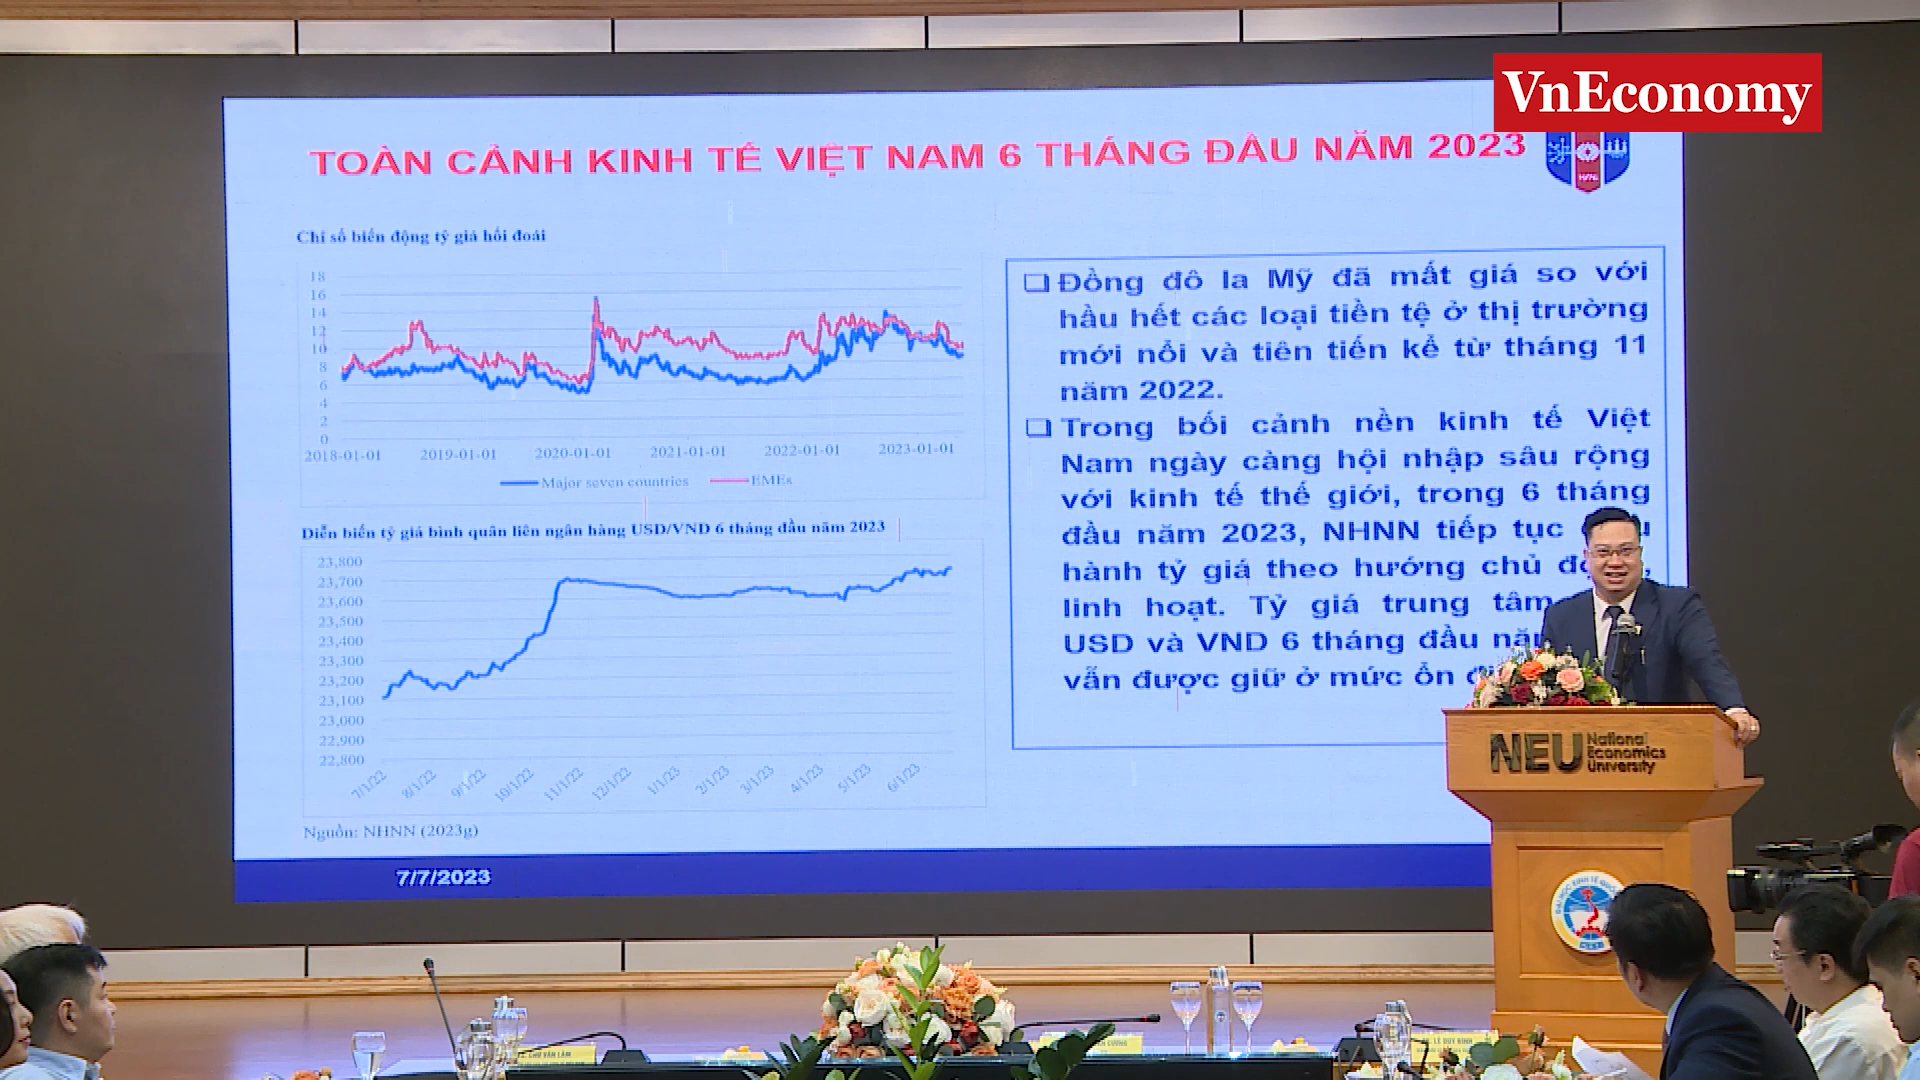 VnEconomy
TOÀN CẢNH KINH TẾ VIỆT NAM 6 THÁNG ĐẦU NĂM 2023
1976
Chỉ số biến động tỷ giá hối đoái
18
16
14
12
10
8
6
4
2
0
2018-01-01 2019-01-01 2020-01-01 2021-01-01 2022-01-01 2023-01-01
Major seven countries EMEs
Diễn biến tỷ giá bình quân liên ngân hàng USD/VND 6 tháng đầu năm 2023
23,800
23,700
23,600
23,500
23,400
23,300
23,200
23,100
23,000
22,900
22,800
7/1/22 8/1/22 9/1/22 10/1/22 11/1/22 12/1/22 1/1/23 2/1/23 3/1/23 4/1/23 5/1/23 6/1/23
Nguồn: NHNN (2023g)
7/7/2023
Đồng đô la Mỹ đã mất giá so với
hầu hết các loại tiền tệ ở thị trường
mới nổi và tiên tiến kể từ tháng 11
năm 2022.
Trong bối cảnh nền kinh tế Việt
Nam ngày càng hội nhập sâu rộng
với kinh tế thế giới, trong 6 tháng
đầu năm 2023, NHNN tiếp tục
hành tỷ giá theo hướng chủ
linh hoạt. Tỷ giá trung tâm
USD và VND 6 tháng đầu
vẫn được giữ ở mức ổn
NEU National
Economics
University
CHU VĂN LÂM
CƯỜNG
LÊ DUY BÌNH